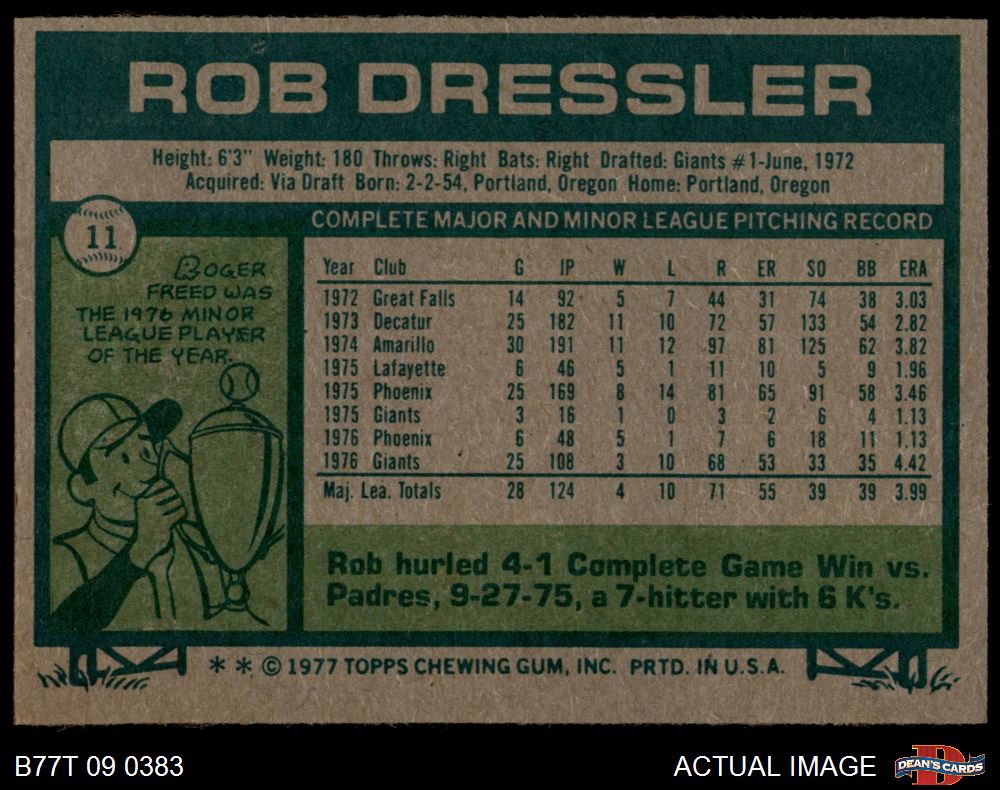 ROB DRESSLER
Height: 6'3" Weight: 180 Throws: Right Bats: Right Drafted: Giants #1-June, 1972
Acquired: Via Draft Born: 2-2-54, Portland, Oregon Home: Portland, Oregon
11
COMPLETE MAJOR AND MINOR LEAGUE PITCHING RECORD
ROGER
FREED WAS
THE 1976 MINOR
LEAGUE PLAYER
OF THE YEAR.
Year Club G IP W L R ER SO BB ERA
1972 Great Falls 14 92 5 7 44 31 74 38 3.03
1973 Decatur 25 182 11 10 72 57 133 54 2.82
1974 Amarillo 30 191 11 12 97 81 125 62 3.82
1975 Lafayette 6 46 5 1 11 10 5 9 1.96
1975 Phoenix 25 169 8 14 81 65 91 58 3.46
1975 Giants 3 16 1 0 3 2 6 4 1.13
1976 Phoenix 6 48 5 1 7 6 18 11 1.13
1976 Giants 25 108 3 10 68 53 33 35 4.42
Maj. Lea. Totals 28 124 4 10 71 55 39 39 3.99
Rob hurled 4-1 Complete Game Win vs.
Padres, 9-27-75, a 7-hitter with 6 K's.
* * © 1977 TOPPS CHEWING GUM, INC. PRTD. IN U.S.A.
B77T 09 0383
ACTUAL IMAGE
D
DEAN'S CARDS